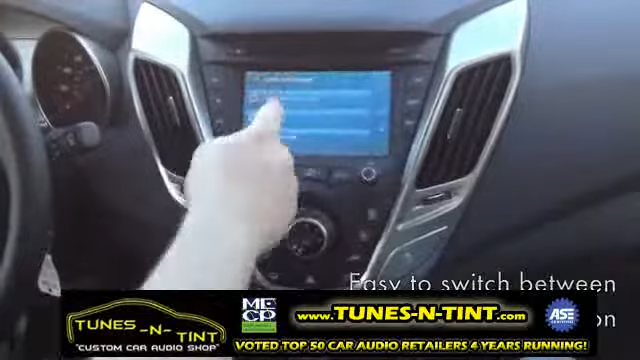 Easy to switch between
on
TUNES-N-TINT
"CUSTOM CAR AUDIO SHOP"
MECP
www.TUNES-N-TINT.com
ASE
VOTED TOP 50 CAR AUDIO RETAILERS 4 YEARS RUNNING!